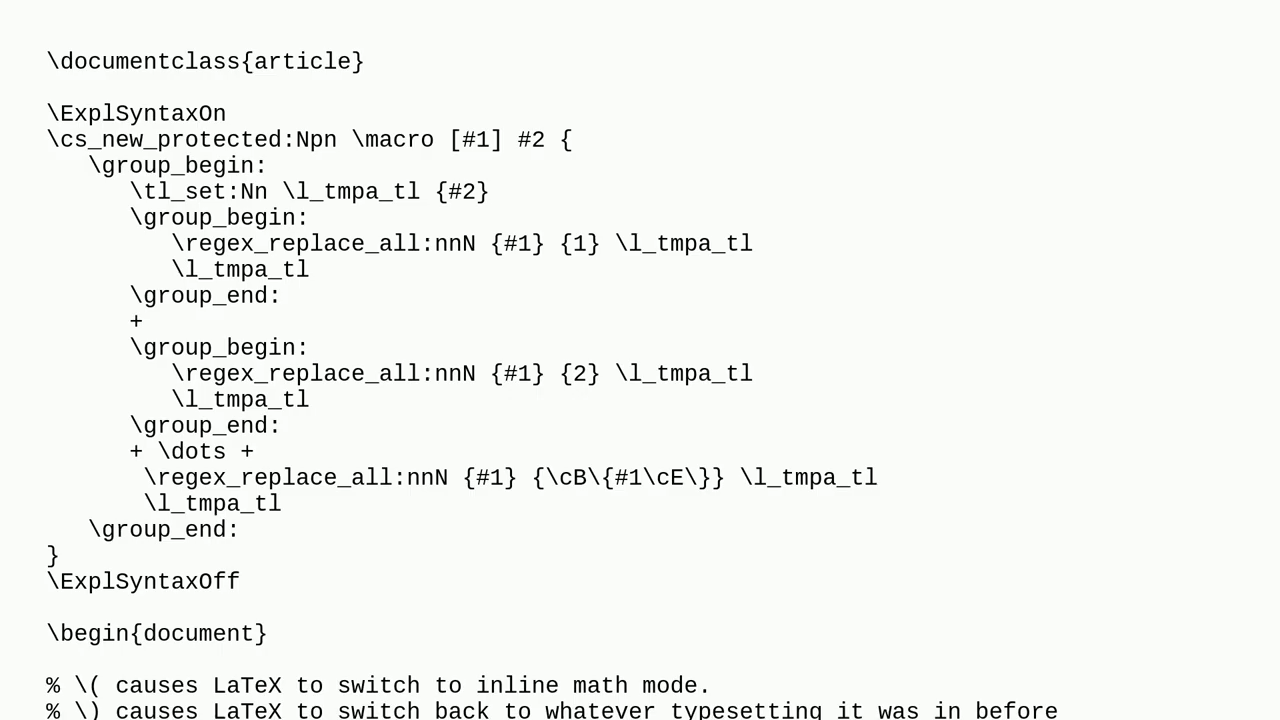 \documentclass{article}
\ExplSyntaxOn
\cs_new_protected:Npn \macro [#1] #2 {
\group_begin:
\tl_set:Nn \l_tmpa_tl {#2}
\group_begin:
\regex_replace_all:nnN {#1} {1} \l_tmpa_tl
\l_tmpa_tl
\group_end:
+
\group_begin:
\regex_replace_all:nnN {#1} {2} \l_tmpa_tl
\l_tmpa_tl
\group_end:
+ \dots +
\regex_replace_all:nnN {#1} {\cB\{#1\cE\}} \l_tmpa_tl
\l_tmpa_tl
\group_end:
}
\ExplSyntaxOff
\begin{document}
% \( causes LaTeX to switch to inline math mode.
% \) causes LaTeX to switch back to whatever typesetting it was in before